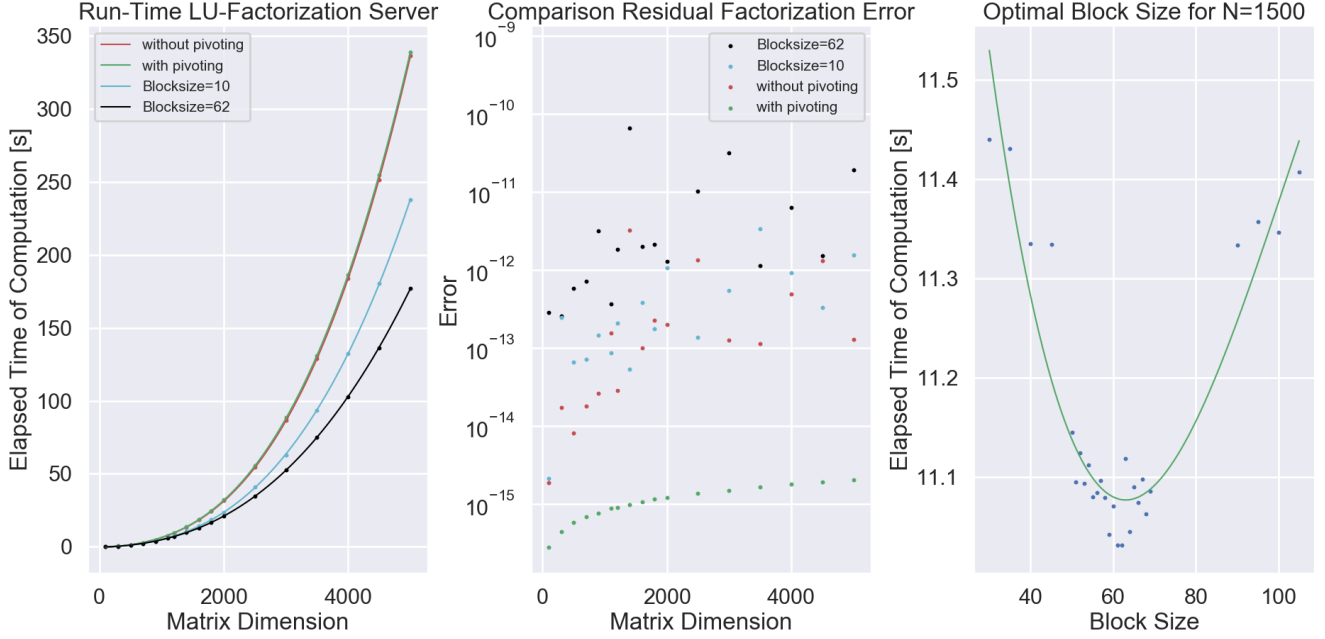 Run-Time LU-Factorization Server
350
300
250
200
150
100
50
0
0
2000
4000
Elapsed Time of Computation [s]
Matrix Dimension
without pivoting
with pivoting
Blocksize=10
Blocksize=62
Comparison Residual Factorization Error
10⁻⁹
10⁻¹⁰
10⁻¹¹
10⁻¹²
10⁻¹³
10⁻¹⁴
10⁻¹⁵
0
2000
4000
Error
Matrix Dimension
Blocksize=62
Blocksize=10
without pivoting
with pivoting
Optimal Block Size for N=1500
11.5
11.4
11.3
11.2
11.1
40
60
80
100
Elapsed Time of Computation [s]
Block Size